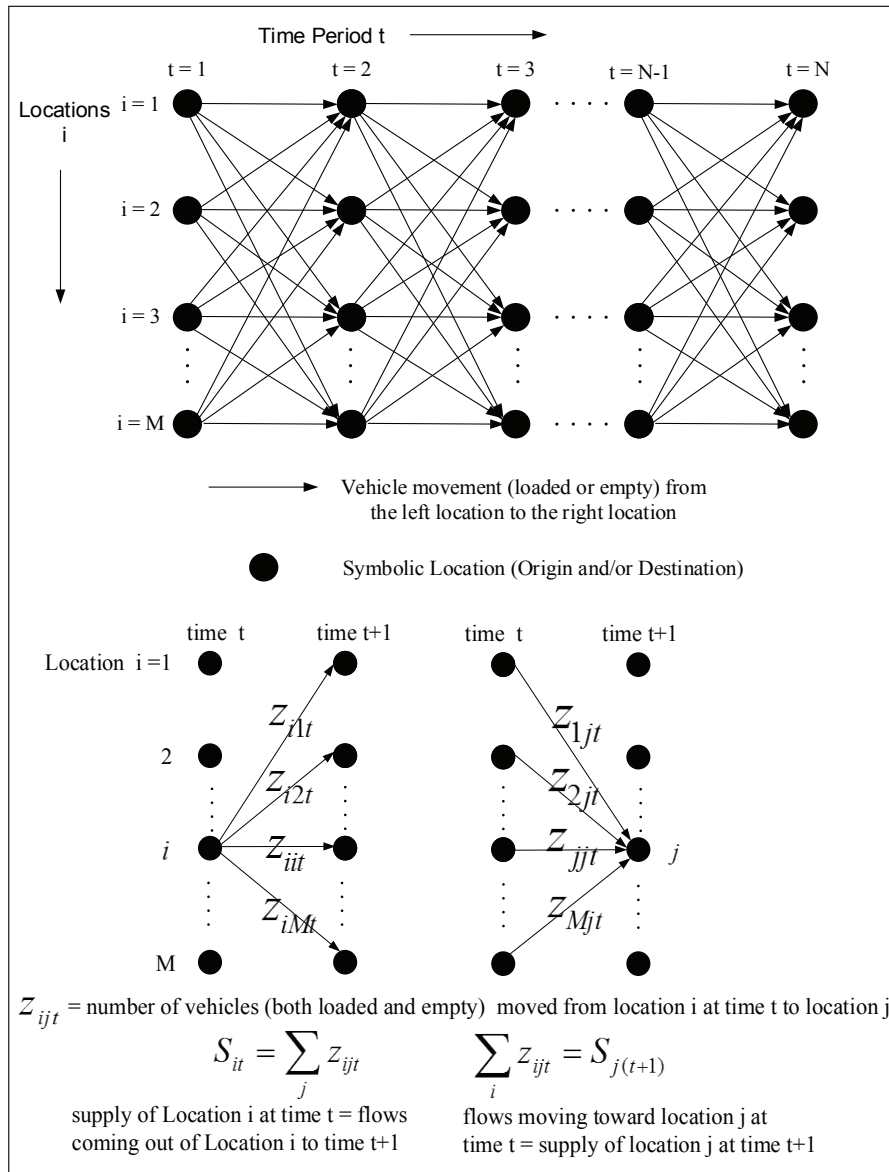 Time Period t
t = 1 t = 2 t = 3 t = N-1 t = N
Locations
i
i = 1
i = 2
i = 3
i = M
Vehicle movement (loaded or empty) from
the left location to the right location
Symbolic Location (Origin and/or Destination)
time t time t+1 time t time t+1
Location i =1
2
i
M
z_{i1t}
z_{i2t}
z_{iit}
z_{iMt}
z_{1jt}
z_{2jt}
z_{jjt}
z_{Mjt}
j
z_{ijt} = number of vehicles (both loaded and empty) moved from location i at time t to location j
S_{it} = ∑_j z_{ijt} ∑_i z_{ijt} = S_{j(t+1)}
supply of Location i at time t = flows
coming out of Location i to time t+1
flows moving toward location j at
time t = supply of location j at time t+1